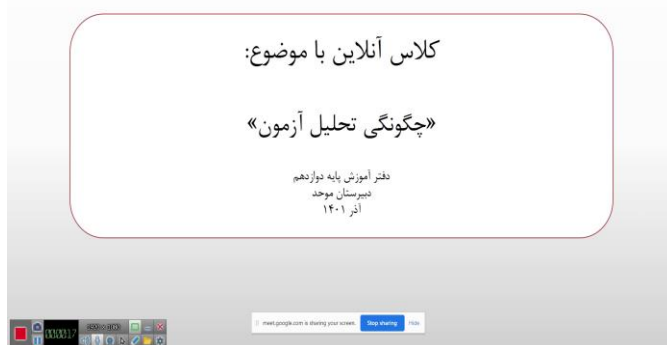 کلاس آنلاین با موضوع:
«چگونگی تحلیل آزمون»
دفتر آموزش پایه دوازدهم
دبیرستان موحد
آذر ۱۴۰۱
meet.google.com is sharing your screen. Stop sharing Hide